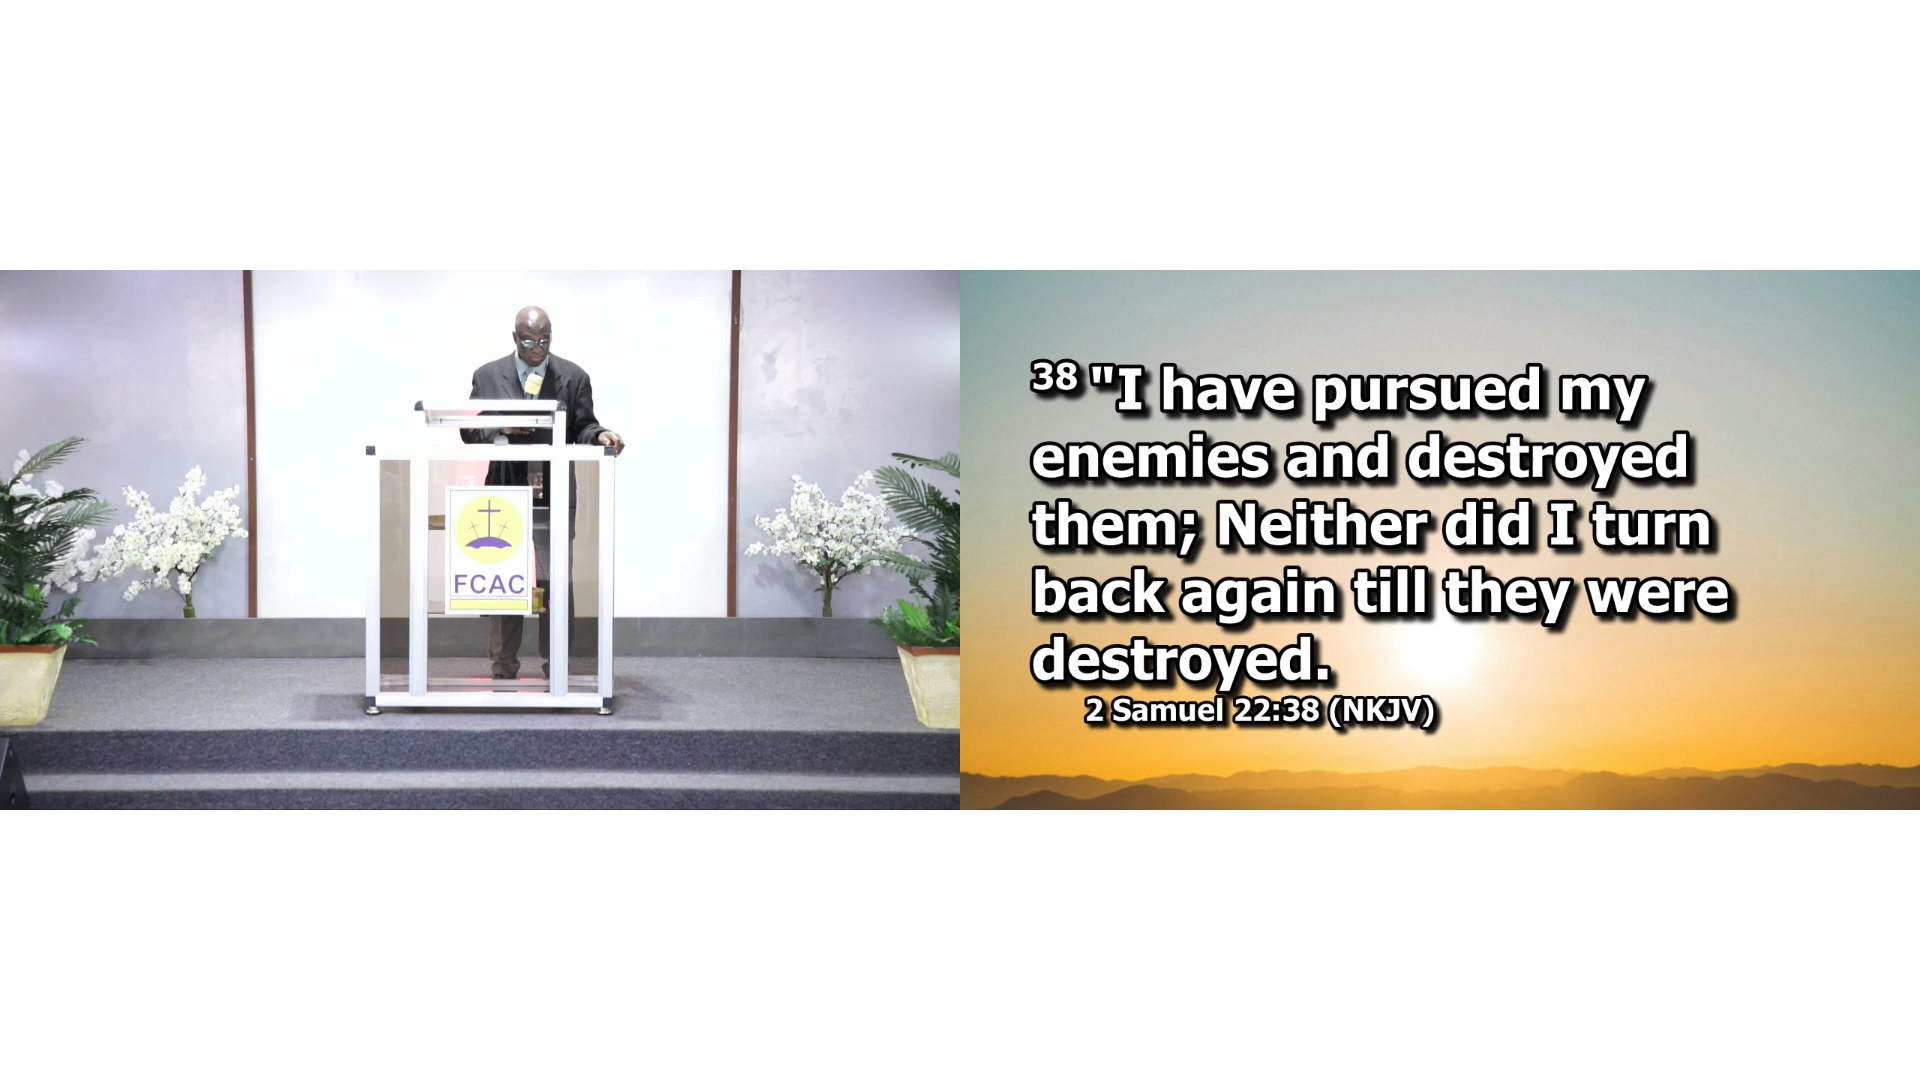 FCAC
38 "I have pursued my
enemies and destroyed
them; Neither did I turn
back again till they were
destroyed.
2 Samuel 22:38 (NKJV)